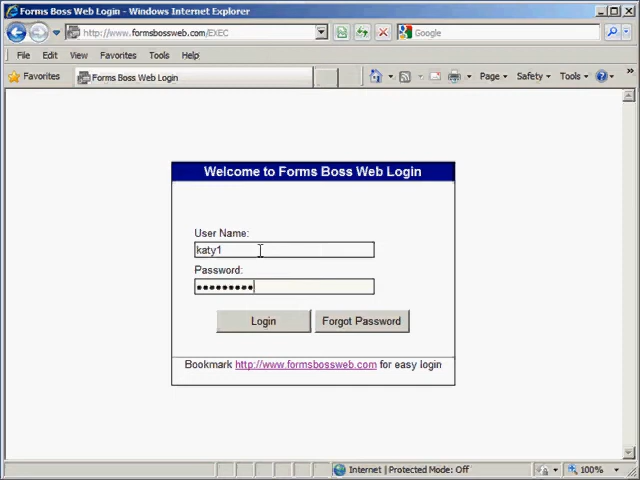 Forms Boss Web Login - Windows Internet Explorer
http://www.formsbossweb.com/EXEC
Google
File Edit View Favorites Tools Help
Favorites Forms Boss Web Login Page Safety Tools
Welcome to Forms Boss Web Login
User Name:
katy1
Password:
•••••••••
Login Forgot Password
Bookmark http://www.formsbossweb.com for easy login
Internet | Protected Mode: Off 100%